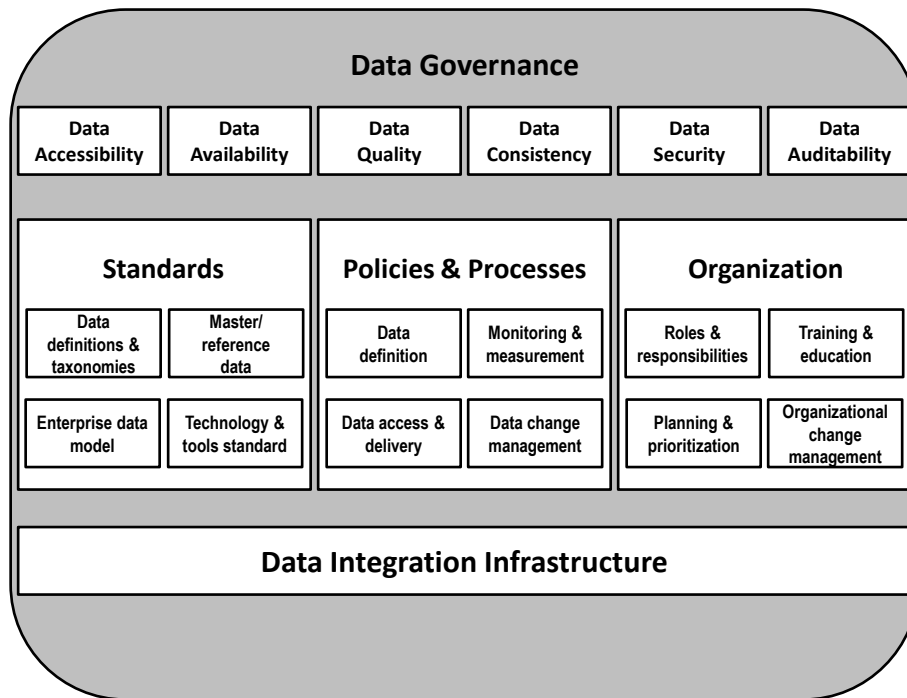 Data Governance
Data
Accessibility
Data
Availability
Data
Quality
Data
Consistency
Data
Security
Data
Auditability
Standards
Data
definitions &
taxonomies
Master/
reference
data
Enterprise data
model
Technology &
tools standard
Policies & Processes
Data
definition
Monitoring &
measurement
Data access &
delivery
Data change
management
Organization
Roles &
responsibilities
Training &
education
Planning &
prioritization
Organizational
change
management
Data Integration Infrastructure